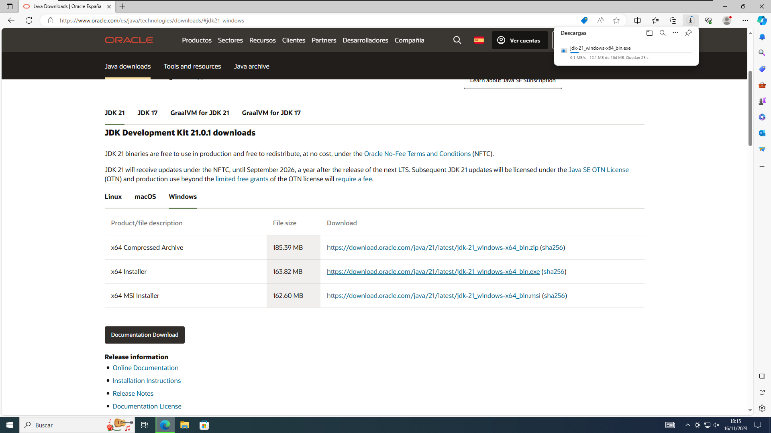 Java Downloads | Oracle España
https://www.oracle.com/es/java/technologies/downloads/#jdk21-windows
ORACLE
Productos Sectores Recursos Clientes Partners Desarrolladores Compañía
Ver cuentas
Descargas
jdk-21_windows-x64_bin.exe
Java downloads Tools and resources Java archive
Learn about Java SE Subscription
JDK 21 JDK 17 GraalVM for JDK 21 GraalVM for JDK 17
JDK Development Kit 21.0.1 downloads
JDK 21 binaries are free to use in production and free to redistribute, at no cost, under the Oracle No-Fee Terms and Conditions (NFTC).
JDK 21 will receive updates under the NFTC, until September 2026, a year after the release of the next LTS. Subsequent JDK 21 updates will be licensed under the Java SE OTN License
(OTN) and production use beyond the limited free grants of the OTN license will require a fee.
Linux macOS Windows
Product/file description File size Download
x64 Compressed Archive 185.39 MB https://download.oracle.com/java/21/latest/jdk-21_windows-x64_bin.zip (sha256)
x64 Installer 163.82 MB https://download.oracle.com/java/21/latest/jdk-21_windows-x64_bin.exe (sha256)
x64 MSI Installer 162.60 MB https://download.oracle.com/java/21/latest/jdk-21_windows-x64_bin.msi (sha256)
Documentation Download
Release information
Online Documentation
Installation Instructions
Release Notes
Documentation License
Buscar
18:15
16/11/2023